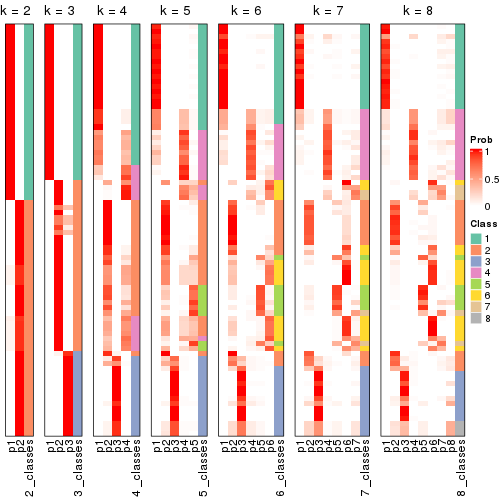 k = 2 k = 3 k = 4 k = 5 k = 6 k = 7 k = 8
Prob
1
0.5
0
Class
1
2
3
4
5
6
7
8
p1 p2 2_classes
p1 p2 p3 3_classes
p1 p2 p3 p4 4_classes
p1 p2 p3 p4 p5 5_classes
p1 p2 p3 p4 p5 p6 6_classes
p1 p2 p3 p4 p5 p6 p7 7_classes
p1 p2 p3 p4 p5 p6 p7 p8 8_classes